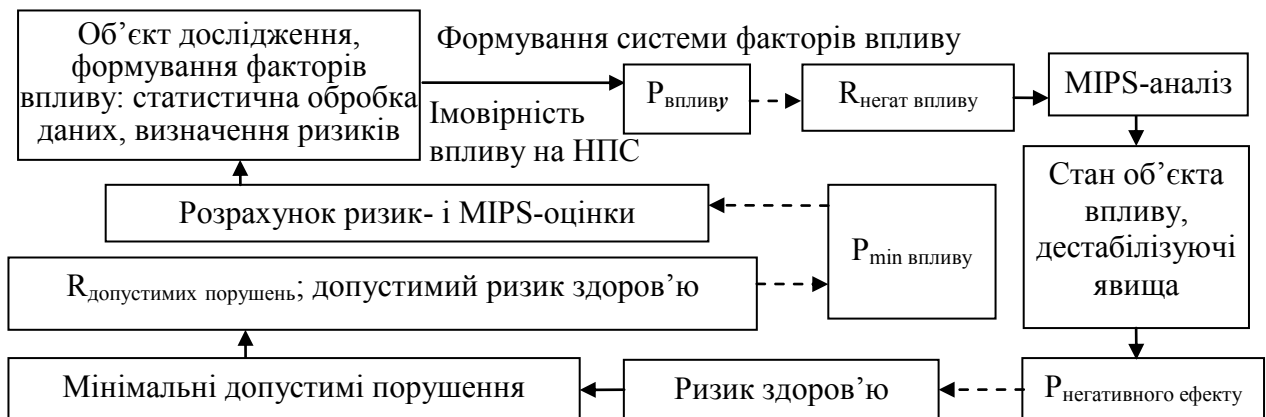 Об’єкт дослідження,
формування факторів
впливу: статистична обробка
даних, визначення ризиків
Формування системи факторів впливу
Імовірність
впливу на НПС
Pвпливу
Rнегат впливу
MIPS-аналіз
Стан об’єкта
впливу,
дестабілізуючі
явища
Розрахунок ризик- і MIPS-оцінки
Pmin впливу
Rдопустимих порушень; допустимий ризик здоров’ю
Мінімальні допустимі порушення
Ризик здоров’ю
Pнегативного ефекту